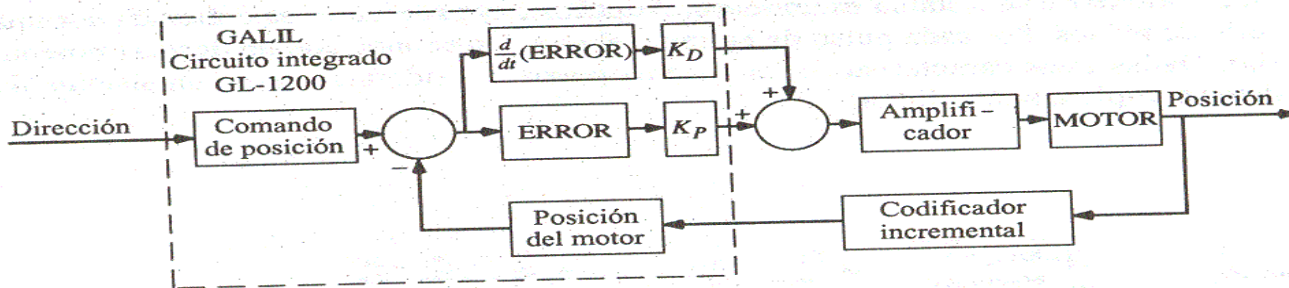 GALIL
Circuito integrado
GL-1200
d/dt (ERROR)
K_D
Dirección
Comando
de posición
+
−
ERROR
K_P
+
+
Amplifi-
cador
MOTOR
Posición
Posición
del motor
Codificador
incremental